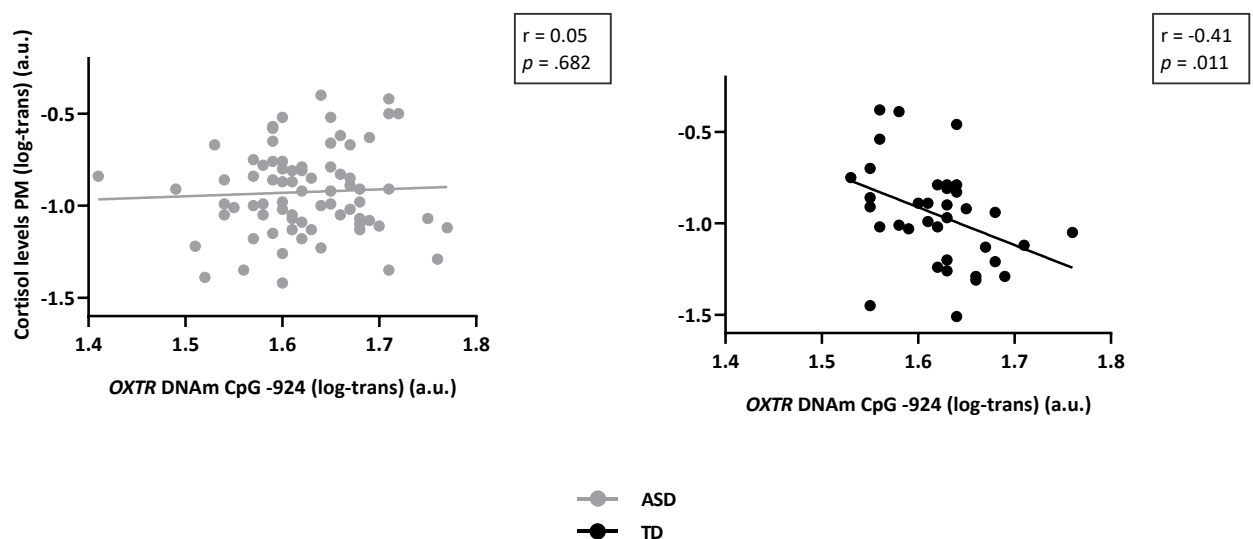 r = 0.05
p = .682
r = -0.41
p = .011
Cortisol levels PM (log-trans) (a.u.)
-0.5
-1.0
-1.5
1.4 1.5 1.6 1.7 1.8
OXTR DNAm CpG -924 (log-trans) (a.u.)
-0.5
-1.0
-1.5
1.4 1.5 1.6 1.7 1.8
OXTR DNAm CpG -924 (log-trans) (a.u.)
ASD
TD